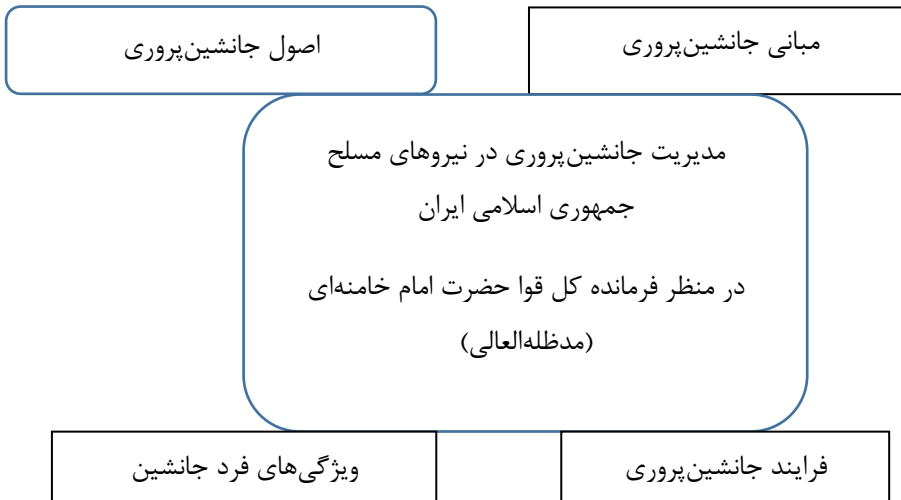 مبانی جانشین‌پروری
اصول جانشین‌پروری
مدیریت جانشین‌پروری در نیروهای مسلح
جمهوری اسلامی ایران
در منظر فرمانده کل قوا حضرت امام خامنه‌ای
(مدظله‌العالی)
فرایند جانشین‌پروری
ویژگی‌های فرد جانشین